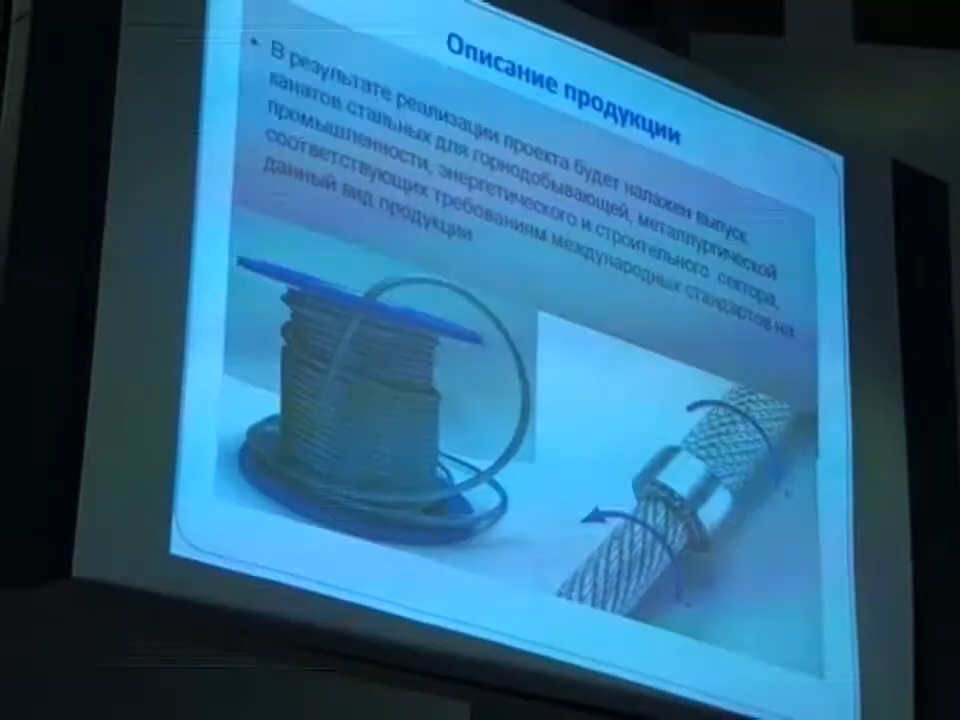 Описание продукции
• В результате реализации проекта будет налажен выпуск
канатов стальных для горнодобывающей, металлургической
промышленности, энергетического и строительного сектора,
соответствующих требованиям международных стандартов на
данный вид продукции